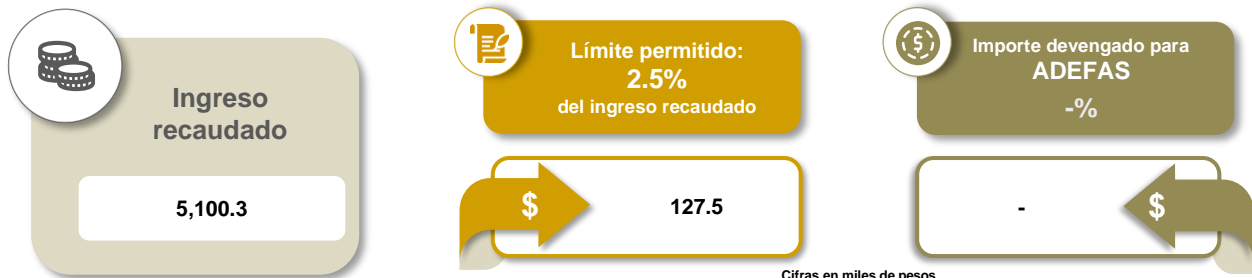 Ingreso
recaudado
5,100.3
Límite permitido:
2.5%
del ingreso recaudado
$
127.5
Importe devengado para
ADEFAS
-%
-
$
Cifras en miles de pesos